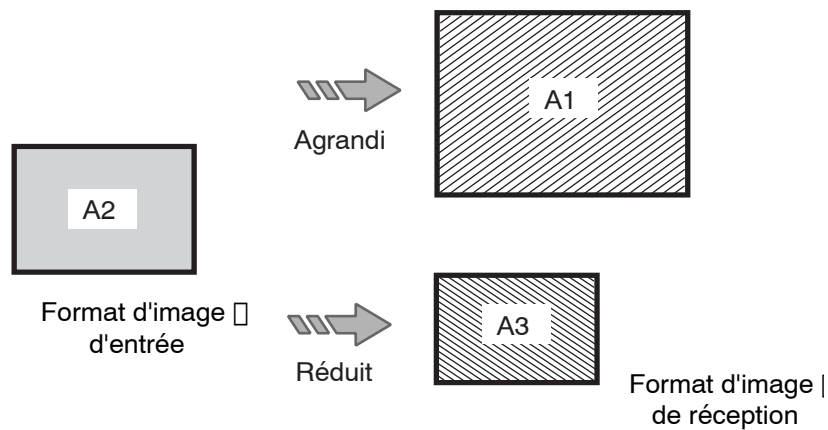 A1
Agrandi
A2
Format d'image
d'entrée
A3
Réduit
Format d'image
de réception